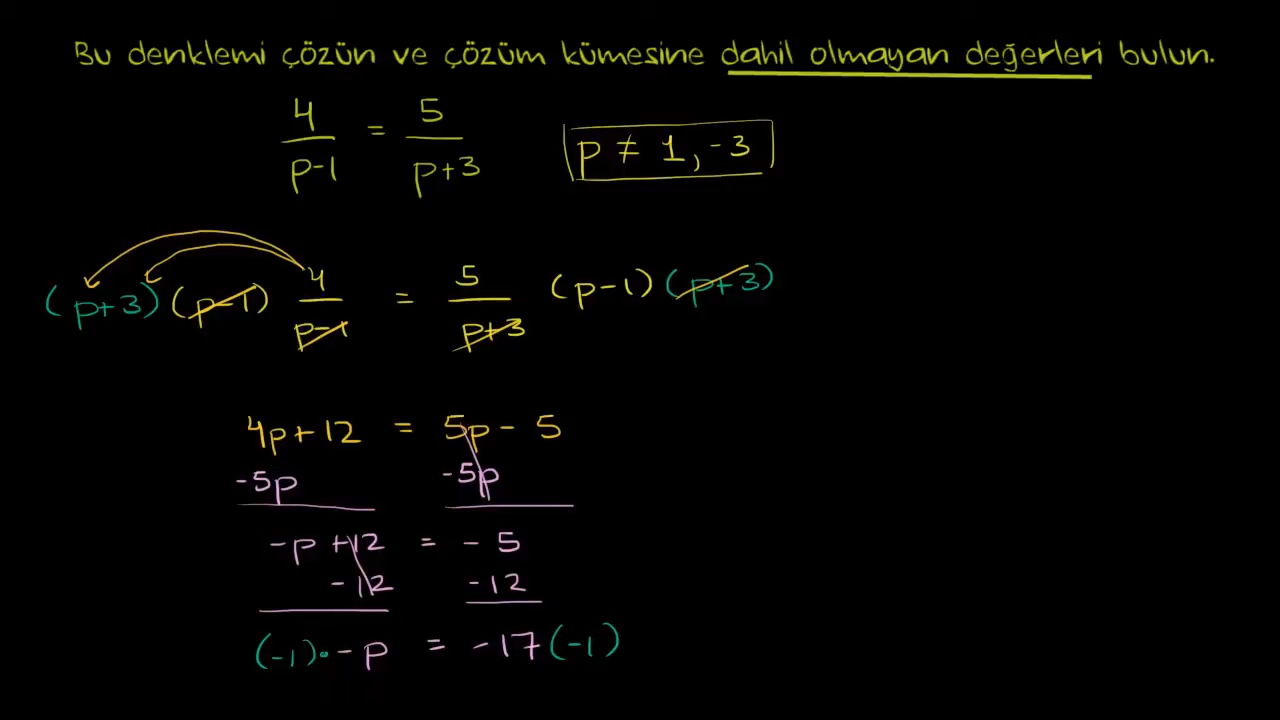 Bu denklemi çözün ve çözüm kümesine dahil olmayan değerleri bulun.
4/(p-1) = 5/(p+3) p ≠ 1, -3
(p+3) (p-1) 4/(p-1) = 5/(p+3) (p-1) (p+3)
4p+12 = 5p - 5
-5p -5p
-p +12 = - 5
-12 -12
(-1)·-p = -17 (-1)